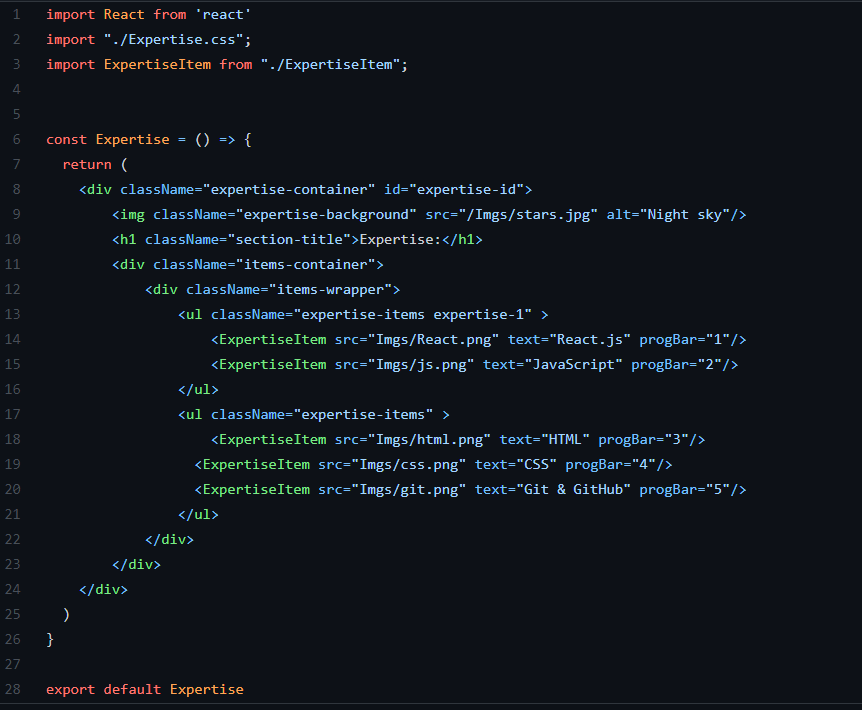 1 import React from 'react'
2 import "./Expertise.css";
3 import ExpertiseItem from "./ExpertiseItem";
4
5
6 const Expertise = () => {
7   return (
8     <div className="expertise-container" id="expertise-id">
9         <img className="expertise-background" src="/Imgs/stars.jpg" alt="Night sky"/>
10         <h1 className="section-title">Expertise:</h1>
11         <div className="items-container">
12             <div className="items-wrapper">
13                 <ul className="expertise-items expertise-1" >
14                     <ExpertiseItem src="Imgs/React.png" text="React.js" progBar="1"/>
15                     <ExpertiseItem src="Imgs/js.png" text="JavaScript" progBar="2"/>
16                 </ul>
17                 <ul className="expertise-items" >
18                     <ExpertiseItem src="Imgs/html.png" text="HTML" progBar="3"/>
19                   <ExpertiseItem src="Imgs/css.png" text="CSS" progBar="4"/>
20                   <ExpertiseItem src="Imgs/git.png" text="Git & GitHub" progBar="5"/>
21                 </ul>
22             </div>
23         </div>
24     </div>
25   )
26 }
27
28 export default Expertise